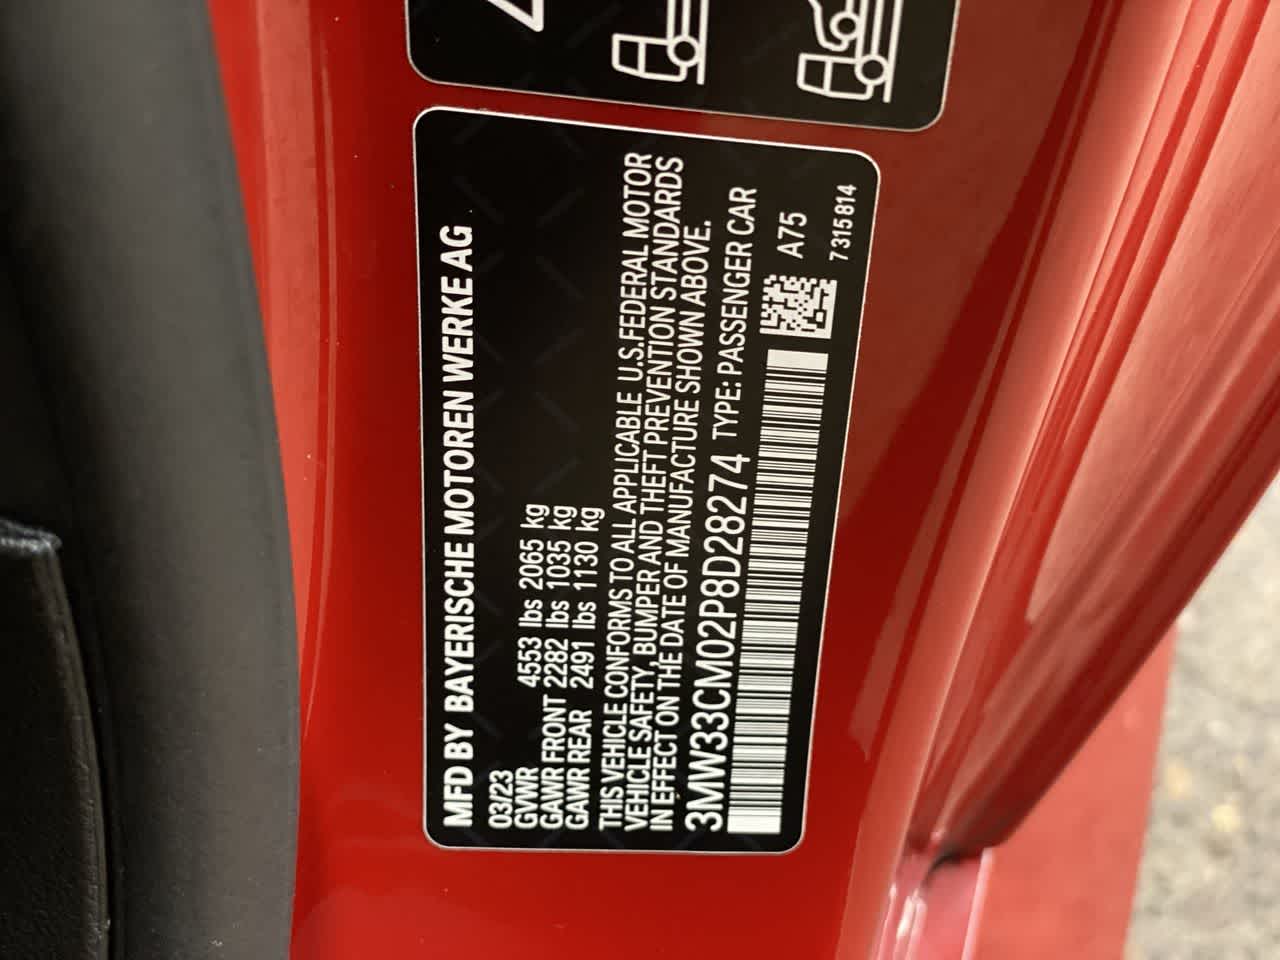 MFD BY BAYERISCHE MOTOREN WERKE AG
03/23
GVWR 4553 lbs 2065 kg
GAWR FRONT 2282 lbs 1035 kg
GAWR REAR 2491 lbs 1130 kg
THIS VEHICLE CONFORMS TO ALL APPLICABLE U.S.FEDERAL MOTOR
VEHICLE SAFETY, BUMPER AND THEFT PREVENTION STANDARDS
IN EFFECT ON THE DATE OF MANUFACTURE SHOWN ABOVE.
3MW33CM02P8D28274 TYPE: PASSENGER CAR
A75
7315814